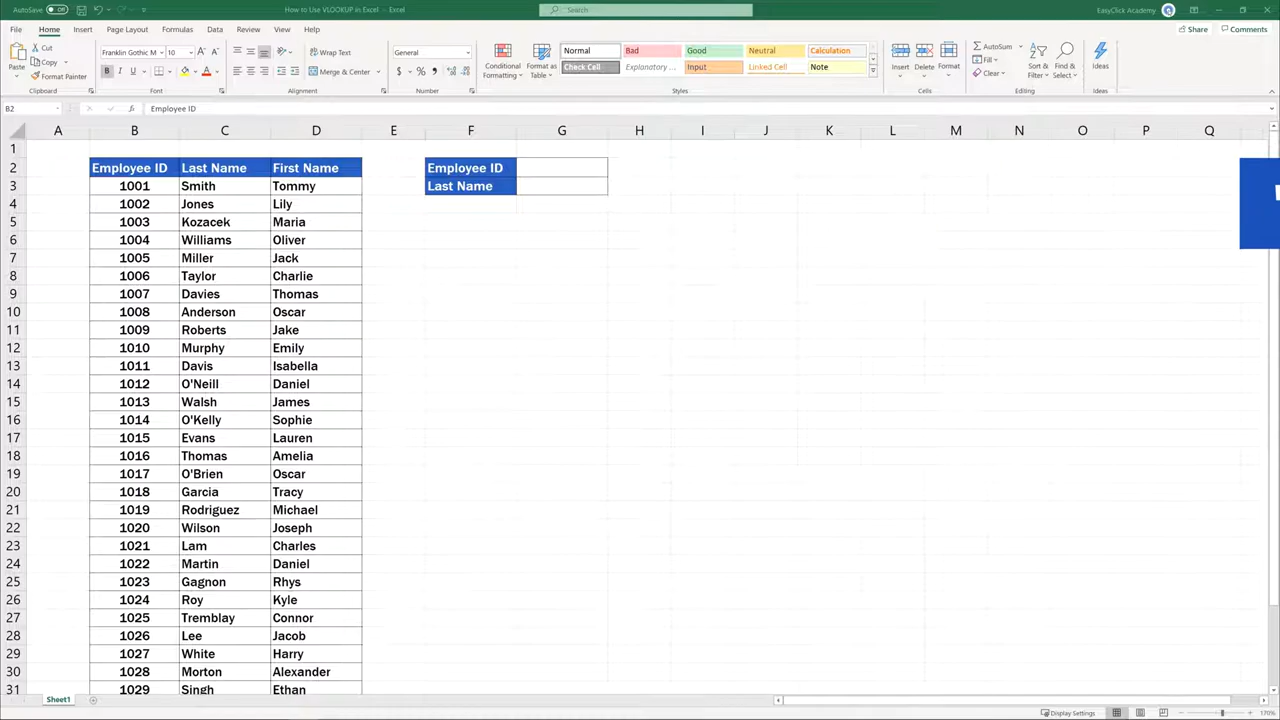 AutoSave Off
How to Use VLOOKUP in Excel - Excel
Search
EasyClick Academy
File Home Insert Page Layout Formulas Data Review View Help
Share Comments
Paste
Cut
Copy
Format Painter
Clipboard
Franklin Gothic M 10
B
Font
Wrap Text
Merge & Center
Alignment
General
%
Number
Conditional Formatting
Format as Table
Normal Bad Good Neutral Calculation
Check Cell Explanary ... Input Linked Cell Note
Styles
Insert Delete Format
Cells
AutoSum
Fill
Clear
Sort & Filter
Find & Select
Editing
Ideas
Ideas
B2 fx Employee ID
A B C D E F G H I J K L M N O P Q
1
2 Employee ID Last Name First Name Employee ID
3 1001 Smith Tommy Last Name
4 1002 Jones Lily
5 1003 Kozacek Maria
6 1004 Williams Oliver
7 1005 Miller Jack
8 1006 Taylor Charlie
9 1007 Davies Thomas
10 1008 Anderson Oscar
11 1009 Roberts Jake
12 1010 Murphy Emily
13 1011 Davis Isabella
14 1012 O'Neill Daniel
15 1013 Walsh James
16 1014 O'Kelly Sophie
17 1015 Evans Lauren
18 1016 Thomas Amelia
19 1017 O'Brien Oscar
20 1018 Garcia Tracy
21 1019 Rodriguez Michael
22 1020 Wilson Joseph
23 1021 Lam Charles
24 1022 Martin Daniel
25 1023 Gagnon Rhys
26 1024 Roy Kyle
27 1025 Tremblay Connor
28 1026 Lee Jacob
29 1027 White Harry
30 1028 Morton Alexander
31 1029 Singh Ethan
Sheet1
Display Settings
170%